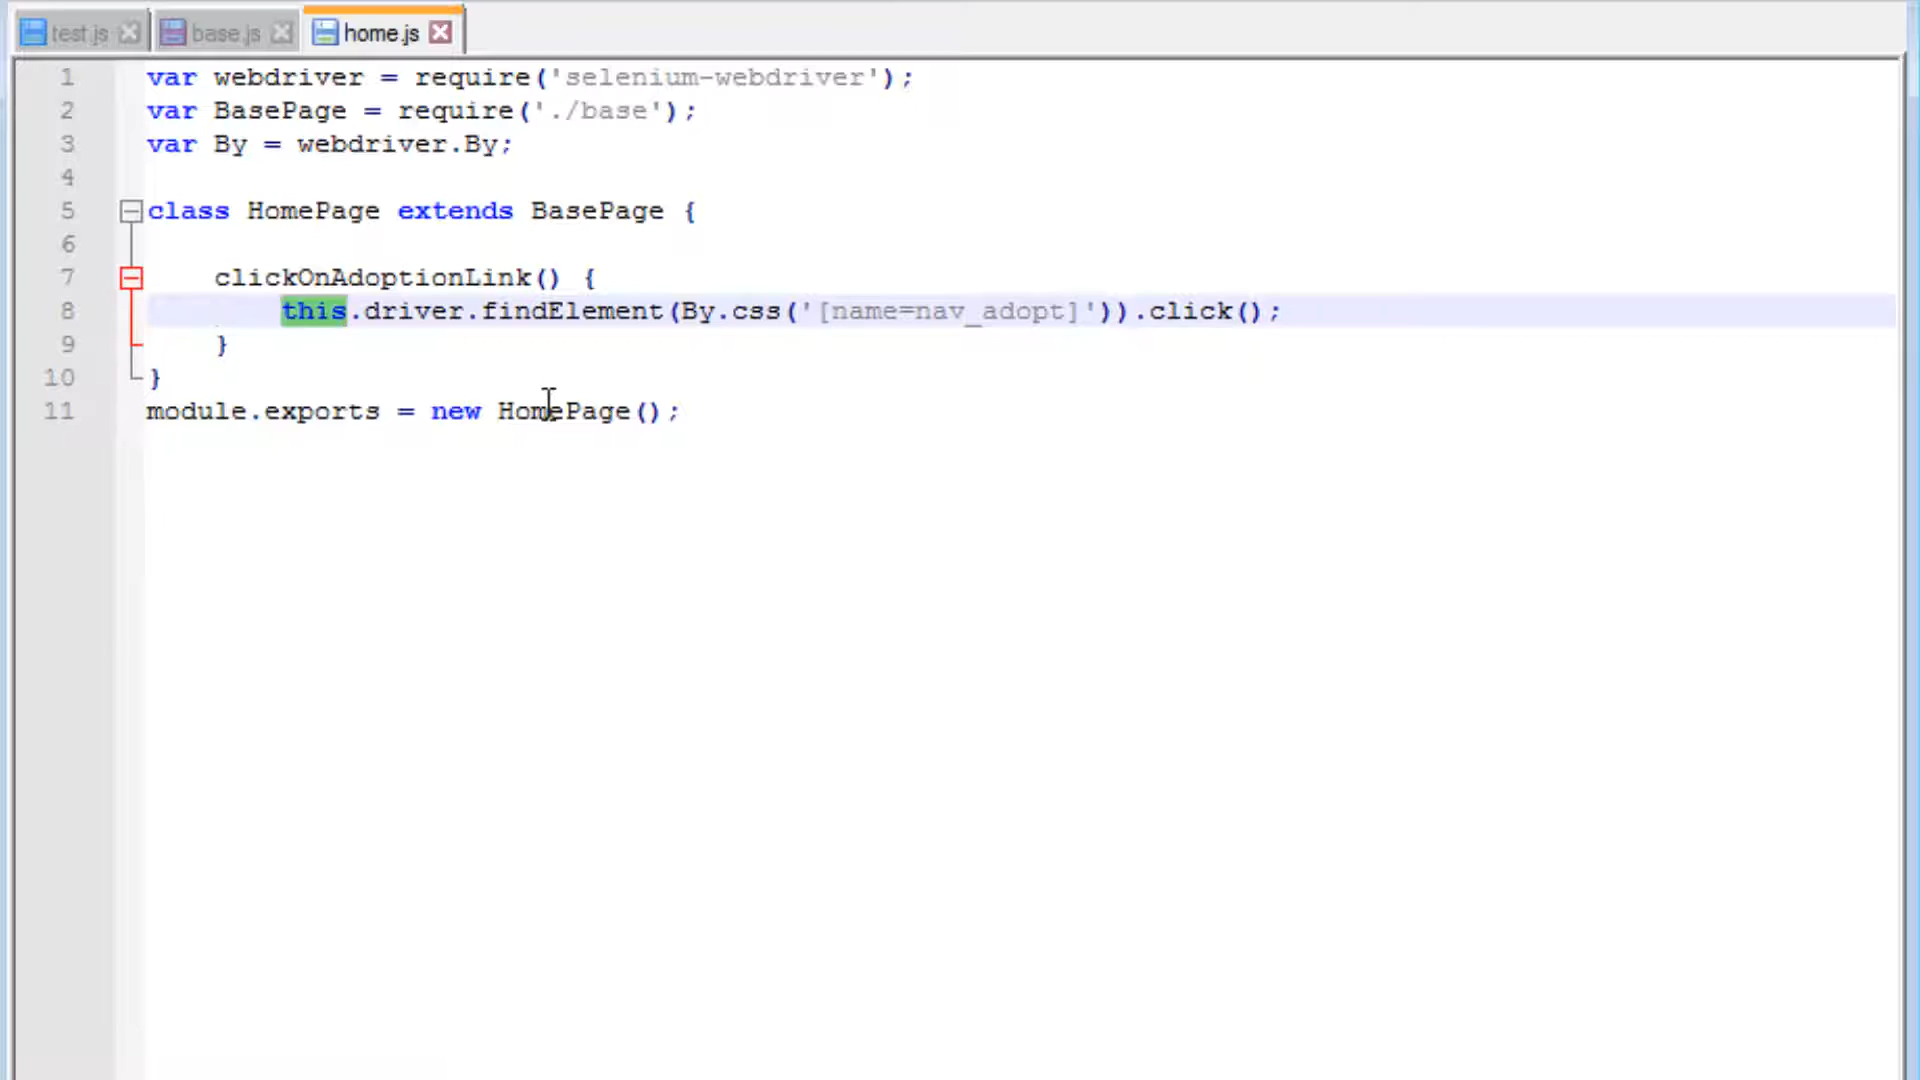 test.js base.js home.js
1 var webdriver = require('selenium-webdriver');
2 var BasePage = require('./base');
3 var By = webdriver.By;
4
5 class HomePage extends BasePage {
6
7 clickOnAdoptionLink() {
8 this.driver.findElement(By.css('[name=nav_adopt]')).click();
9 }
10 }
11 module.exports = new HomePage();